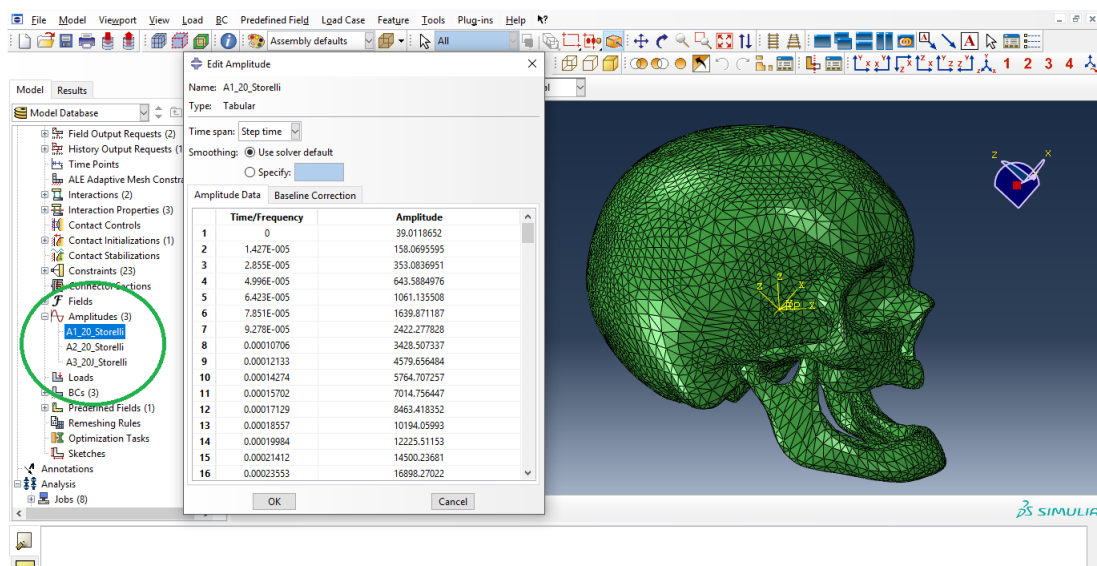 File Model Viewport View Load BC Predefined Field Load Case Feature Tools Plug-ins Help
Assembly defaults All
1 2 3 4
Edit Amplitude
Name: A1_20_Storelli
Type: Tabular
Time span: Step time
Smoothing: Use solver default
Specify:
Amplitude Data Baseline Correction
Time/Frequency Amplitude
1 0 39.0118652
2 1.427E-005 158.0695595
3 2.855E-005 353.0836951
4 4.996E-005 643.5884976
5 6.423E-005 1061.135508
6 7.851E-005 1639.871187
7 9.278E-005 2422.277828
8 0.00010706 3428.507337
9 0.00012133 4579.656484
10 0.00014274 5764.707257
11 0.00015702 7014.756447
12 0.00017129 8463.418352
13 0.00018557 10194.05993
14 0.00019984 12225.51153
15 0.00021412 14500.23681
16 0.00023553 16898.27022
OK Cancel
Model Results
Model Database
Field Output Requests (2)
History Output Requests (1
Time Points
ALE Adaptive Mesh Constra
Interactions (2)
Interaction Properties (3)
Contact Controls
Contact Initializations (1)
Contact Stabilizations
Constraints (23)
Connector Sections
Fields
Amplitudes (3)
A1_20_Storelli
A2_20_Storelli
A3_20J_Storelli
Loads
BCs (3)
Predefined Fields (1)
Remeshing Rules
Optimization Tasks
Sketches
Annotations
Analysis
Jobs (8)
Z X
Z
Z X
RP
SIMULIA